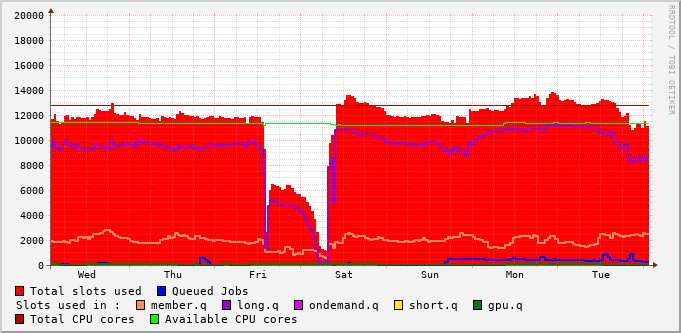 RRDTOOL / TOBI OETIKER
20000
18000
16000
14000
12000
10000
8000
6000
4000
2000
0
Wed Thu Fri Sat Sun Mon Tue
Total slots used Queued Jobs
Slots used in : member.q long.q ondemand.q short.q gpu.q
Total CPU cores Available CPU cores